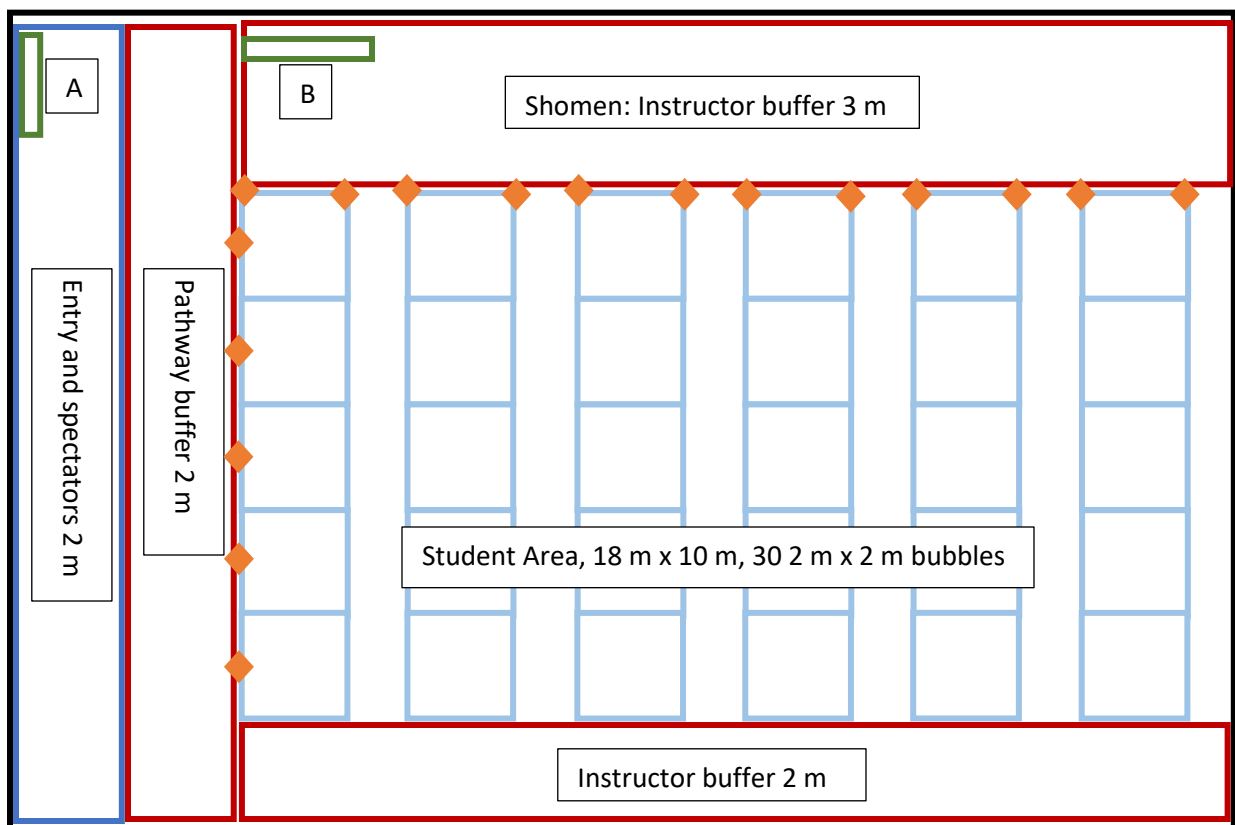 A
B
Shomen: Instructor buffer 3 m
Entry and spectators 2 m
Pathway buffer 2 m
Student Area, 18 m x 10 m, 30 2 m x 2 m bubbles
Instructor buffer 2 m